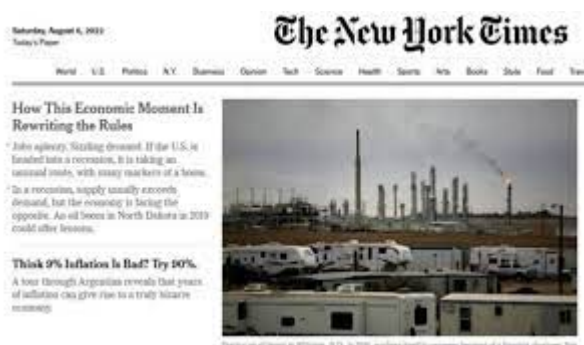 Saturday, August 6, 2022
Today's Paper
The New York Times
World U.S. Politics N.Y. Business Opinion Tech Science Health Sports Arts Books Style Food
How This Economic Moment Is
Rewriting the Rules
Jobs aplenty. Sizzling demand. If the U.S. is
headed into a recession, it is taking an
unusual route, with many markers of a boom.
In a recession, supply usually exceeds
demand, but the economy is facing the
opposite. An oil boom in North Dakota in 2010
could offer lessons.
Think 9% Inflation Is Bad? Try 90%.
A tour through Argentina reveals that years
of inflation can give rise to a truly bizarre
economy.